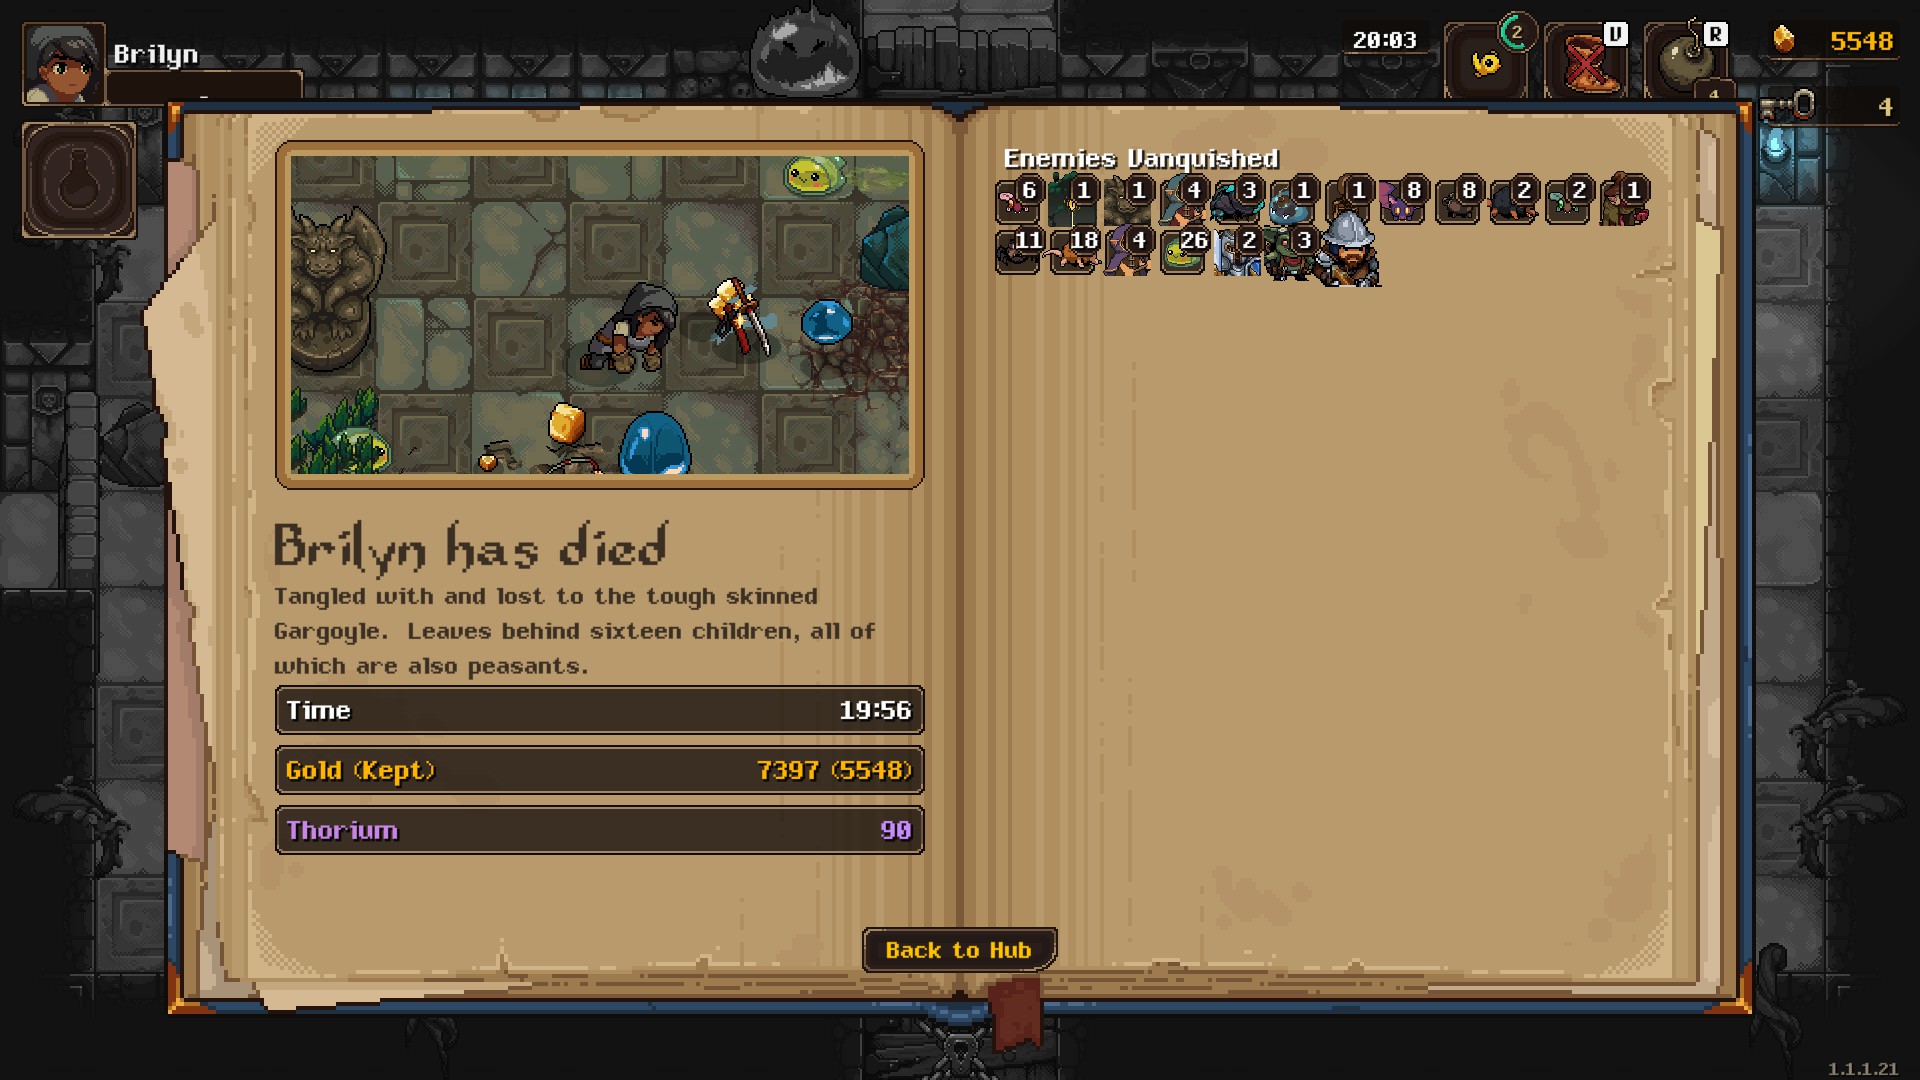 Brilyn
20:03
2
V
R
4
5548
4
Enemies Vanquished
6 1 1 4 3 1 1 8 8 2 2 1
11 18 4 26 2 3
Brilyn has died
Tangled with and lost to the tough skinned
Gargoyle. Leaves behind sixteen children, all of
which are also peasants.
Time 19:56
Gold (Kept) 7397 (5548)
Thorium 90
Back to Hub
1.1.1.21